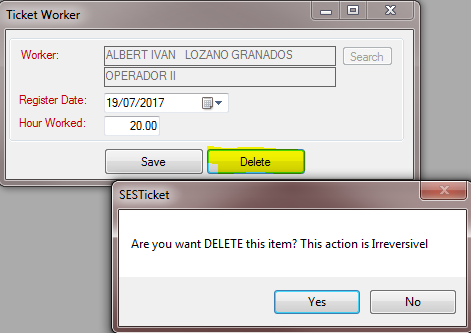 Ticket Worker
Worker: ALBERT IVAN LOZANO GRANADOS Search
OPERADOR II
Register Date: 19/07/2017
Hour Worked: 20.00
Save Delete
SESTicket
Are you want DELETE this item? This action is Irreversivel
Yes No